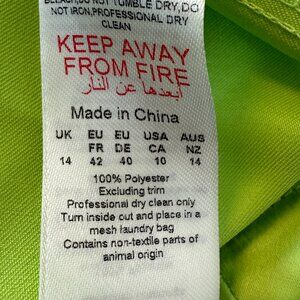 BLEACH,DO NOT TUMBLE DRY,DO
NOT IRON,PROFESSIONAL DRY
CLEAN
KEEP AWAY
FROM FIRE
أبعدها عن النار
Made in China
UK EU EU USA AUS
FR DE CA NZ
14 42 40 10 14
100% Polyester
Excluding trim
Professional dry clean only
Turn inside out and place in a
mesh laundry bag
Contains non-textile parts of
animal origin